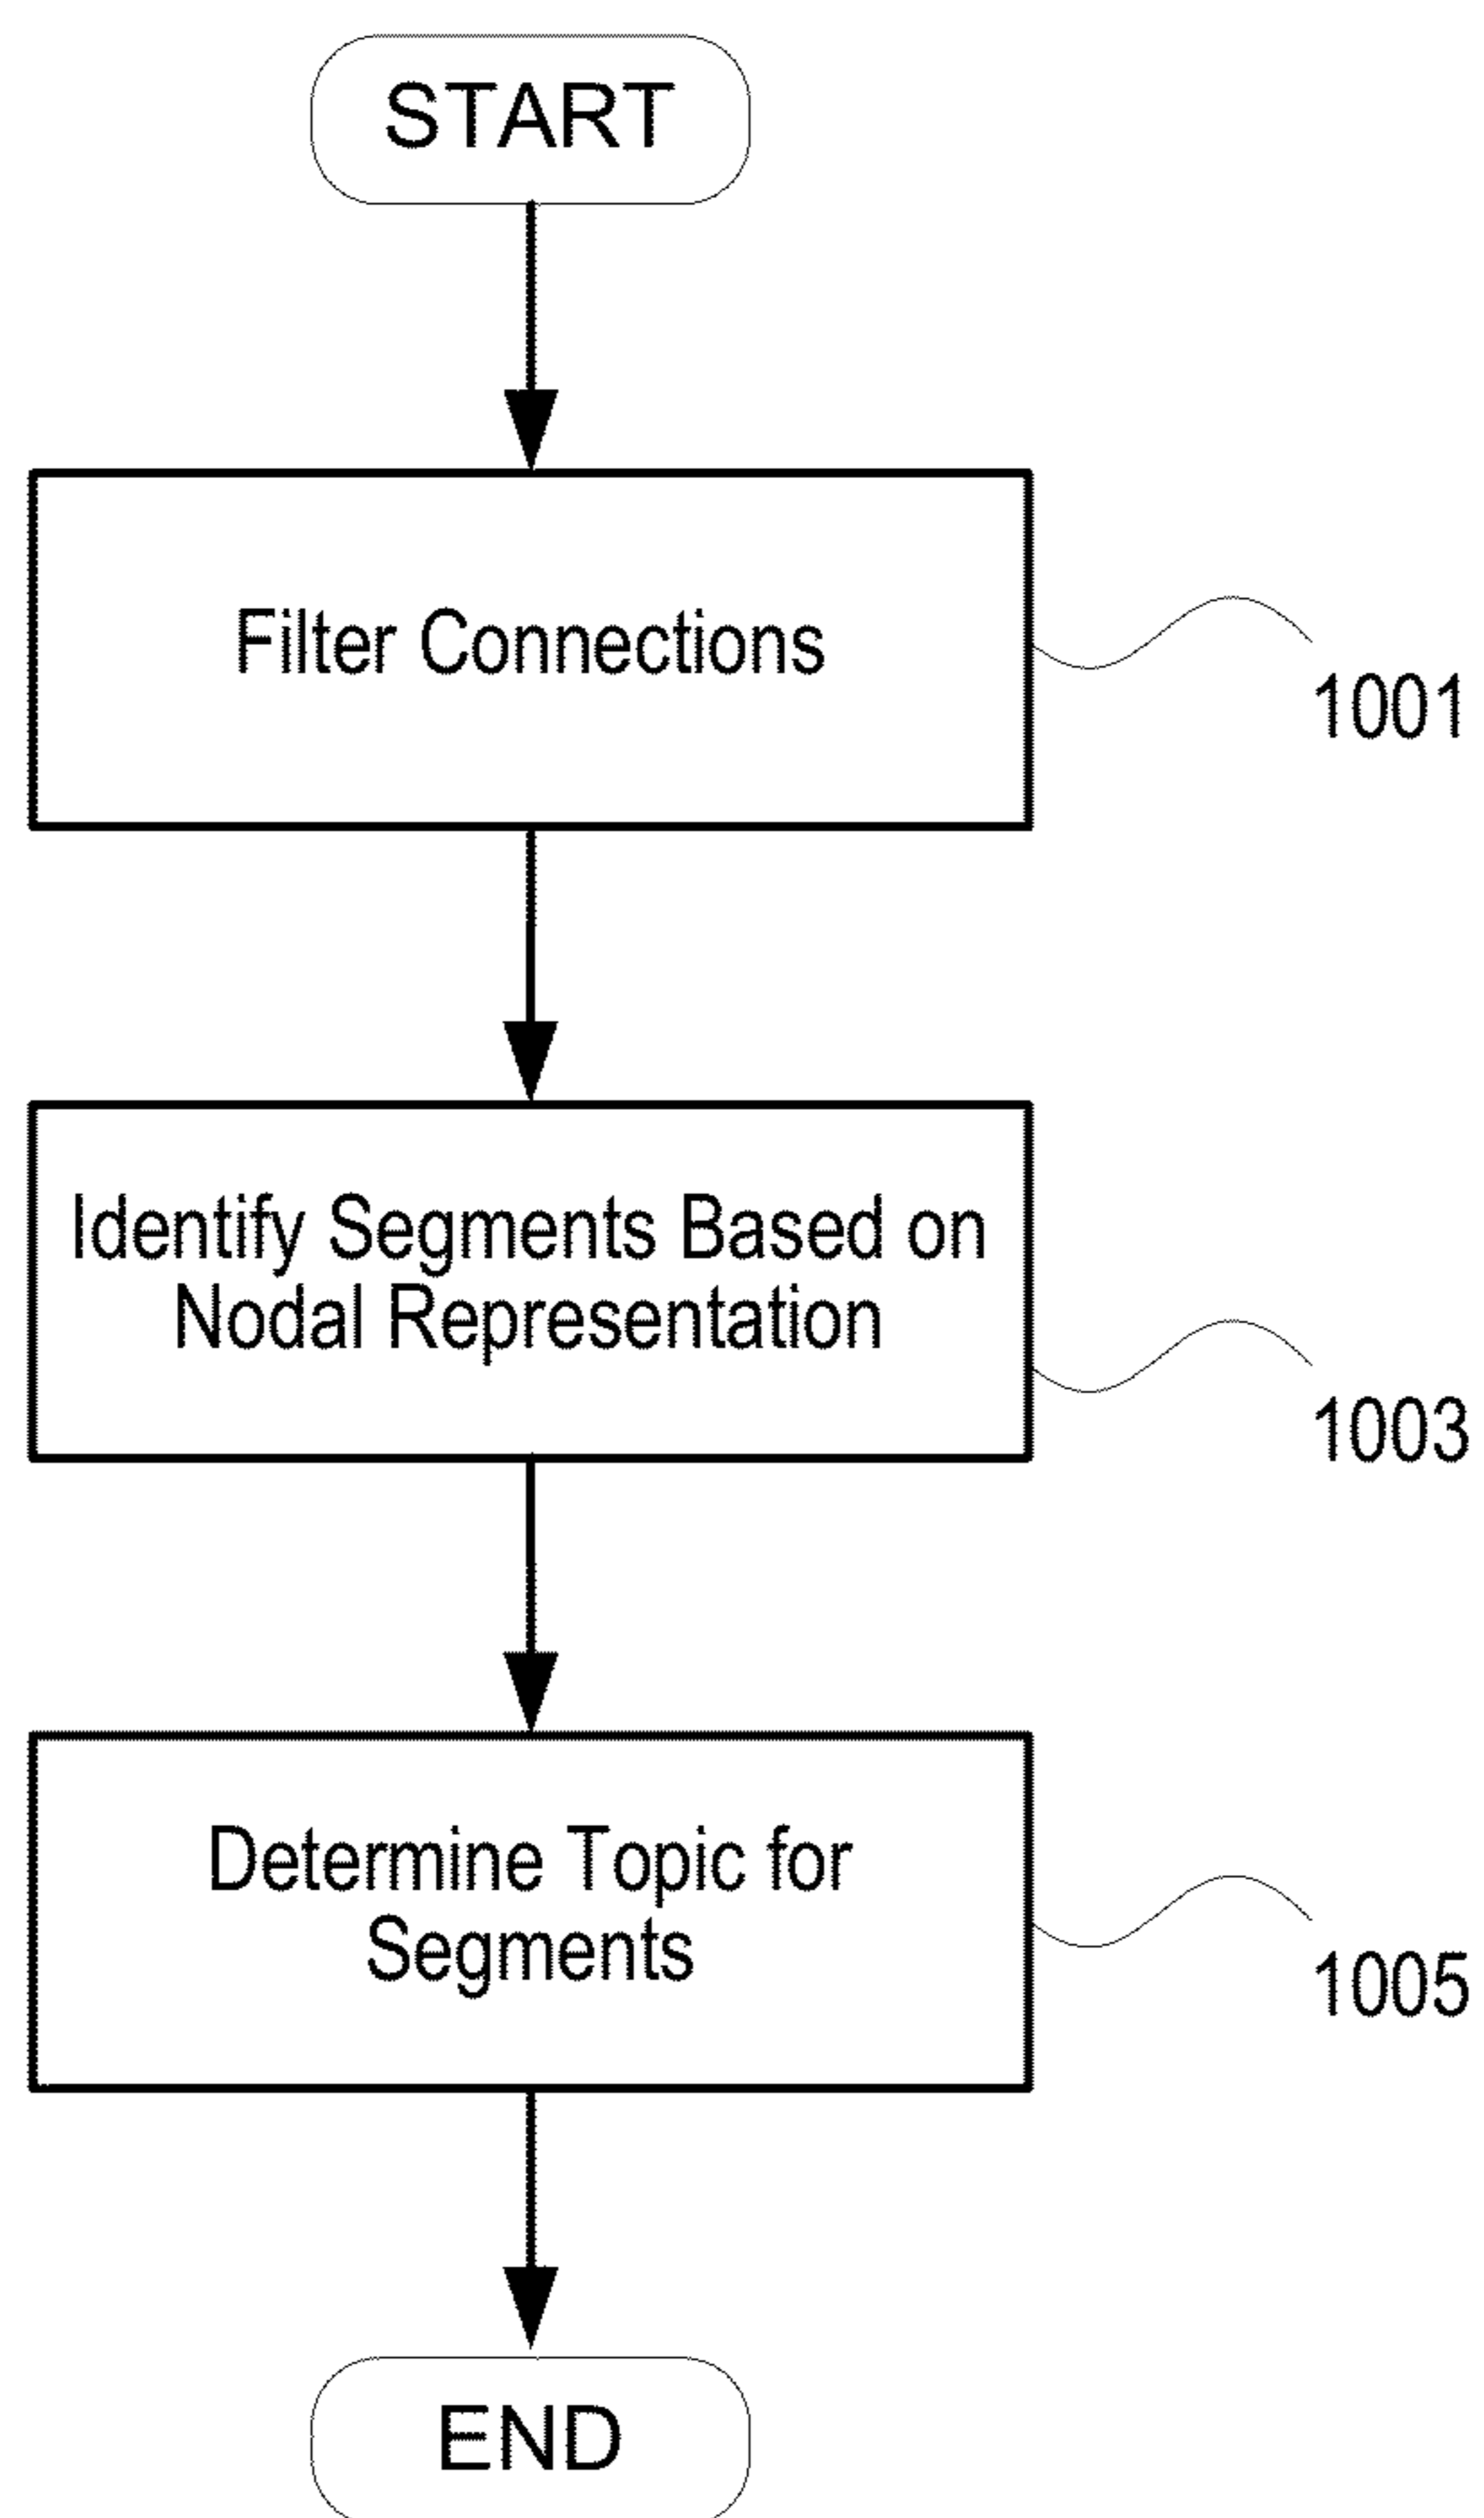 START
Filter Connections
1001
Identify Segments Based on
Nodal Representation
1003
Determine Topic for
Segments
1005
END